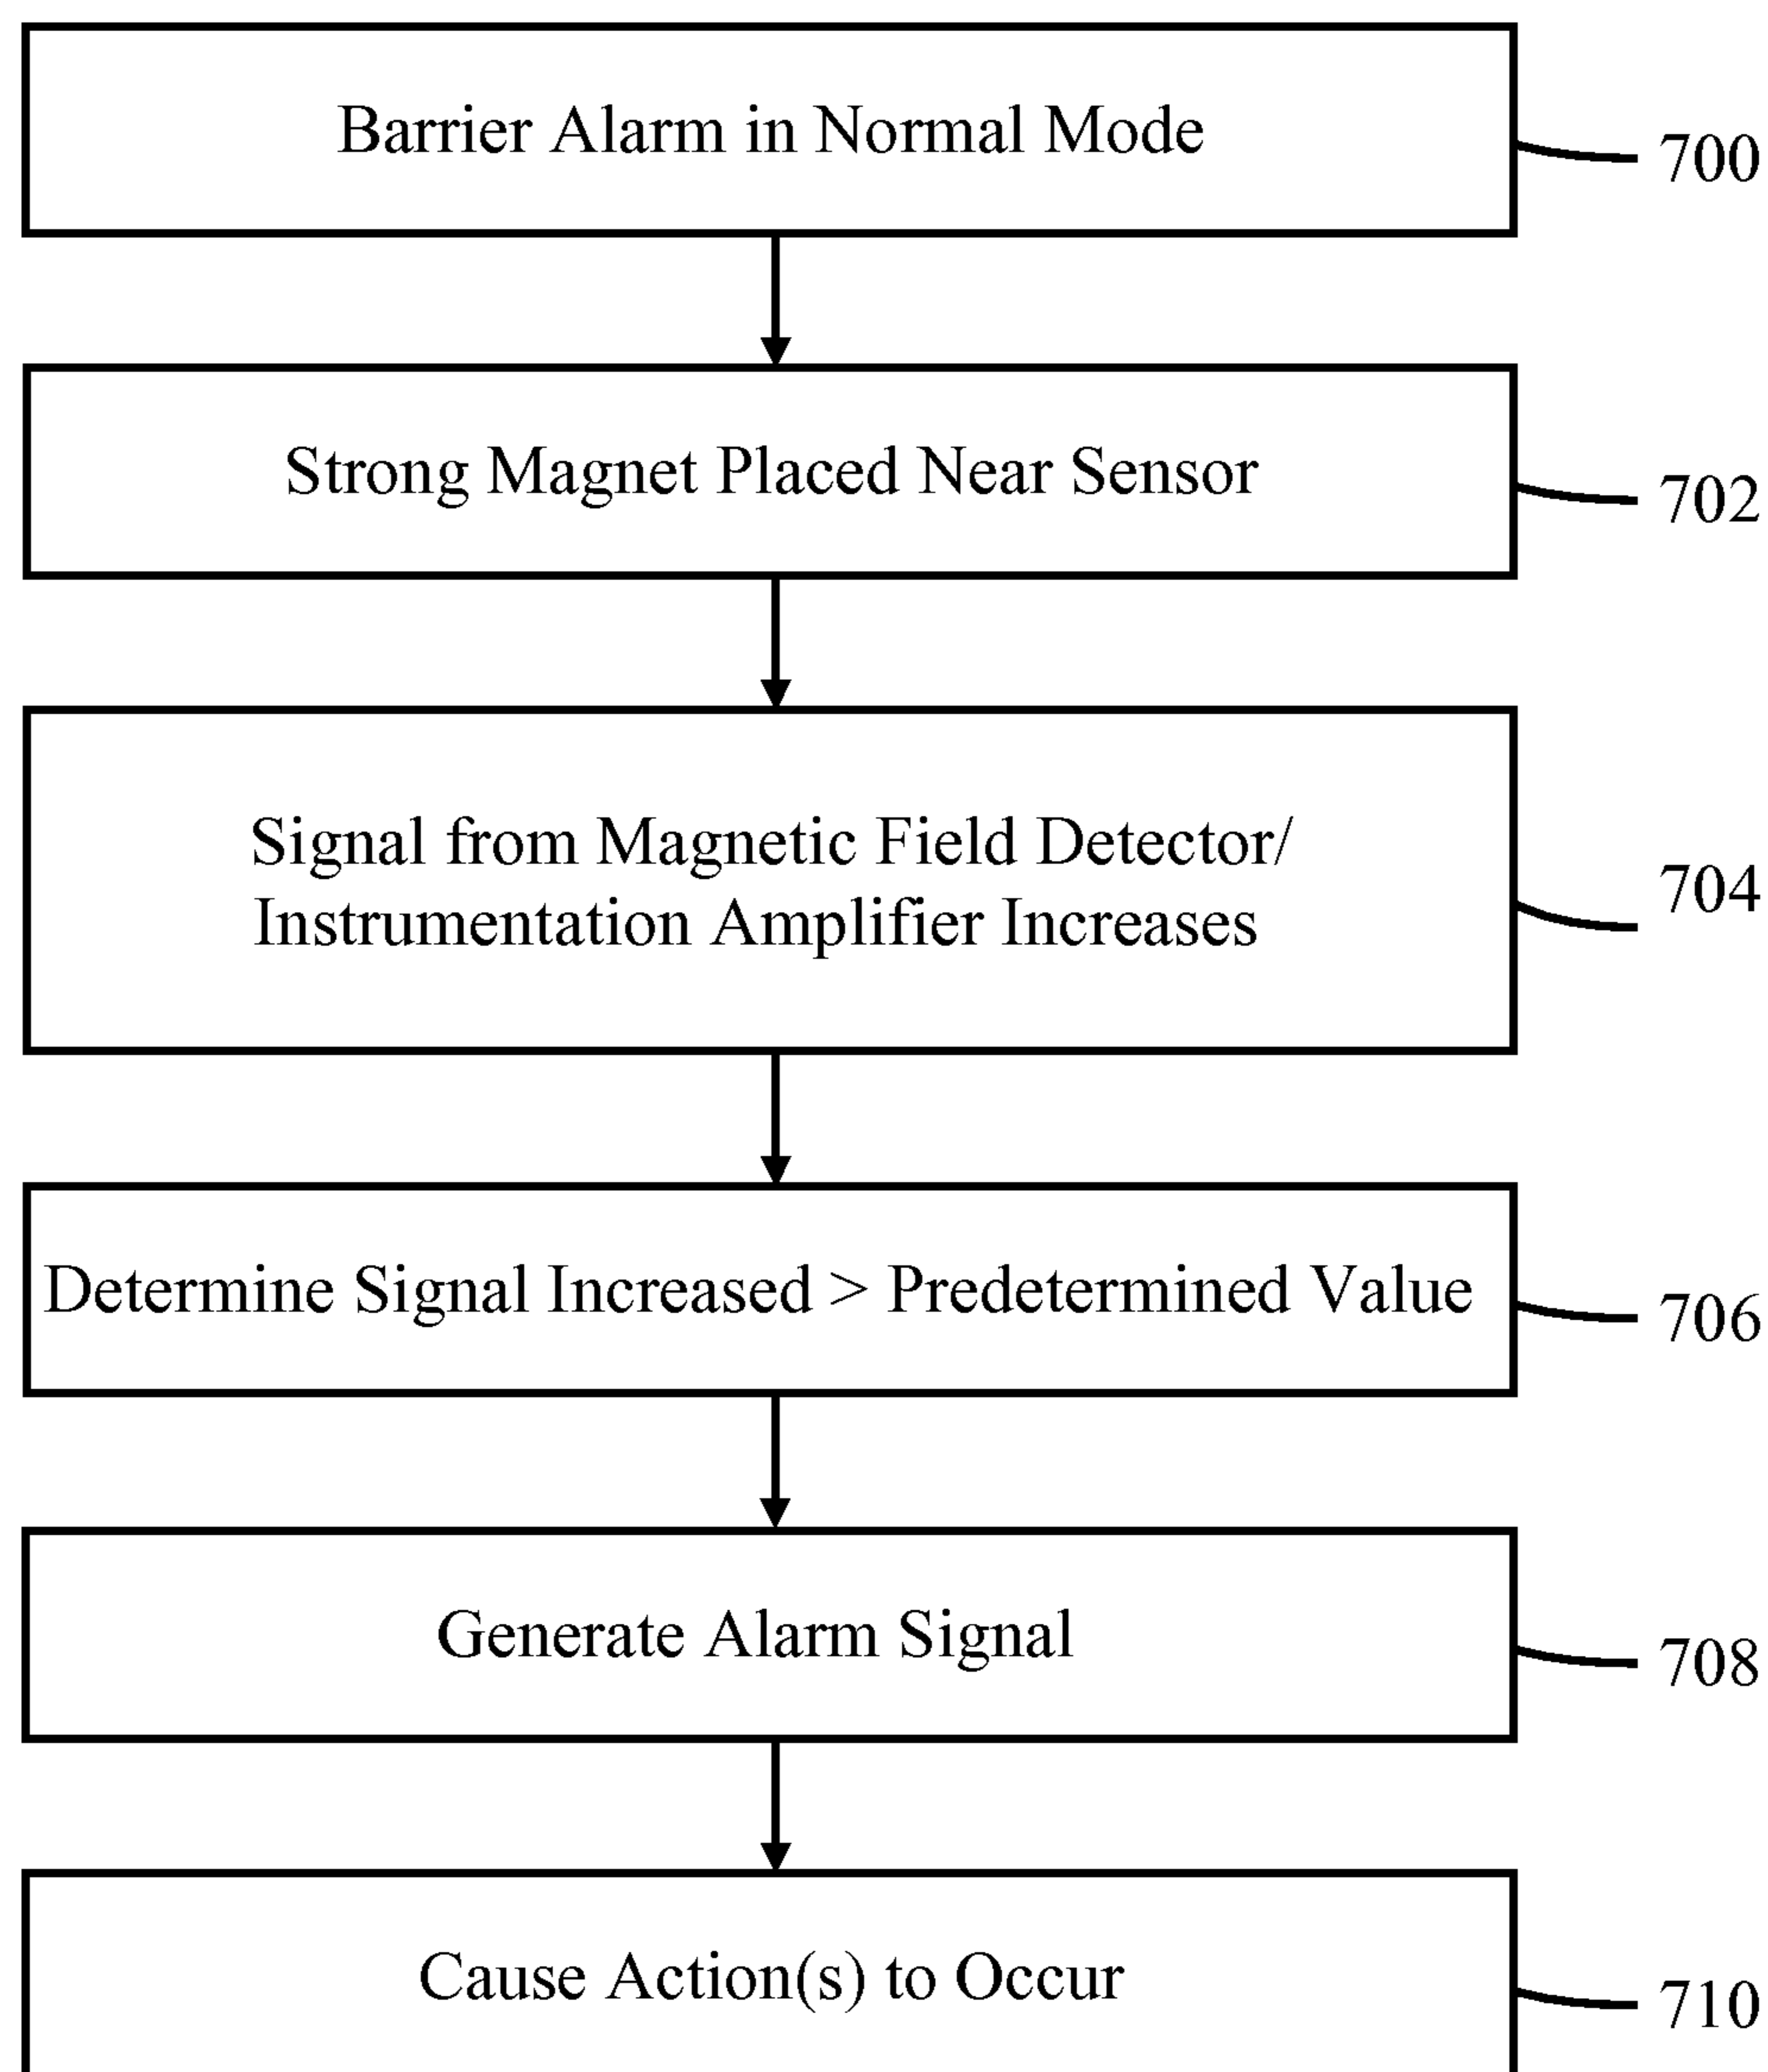 Barrier Alarm in Normal Mode
700
Strong Magnet Placed Near Sensor
702
Signal from Magnetic Field Detector/
Instrumentation Amplifier Increases
704
Determine Signal Increased > Predetermined Value
706
Generate Alarm Signal
708
Cause Action(s) to Occur
710